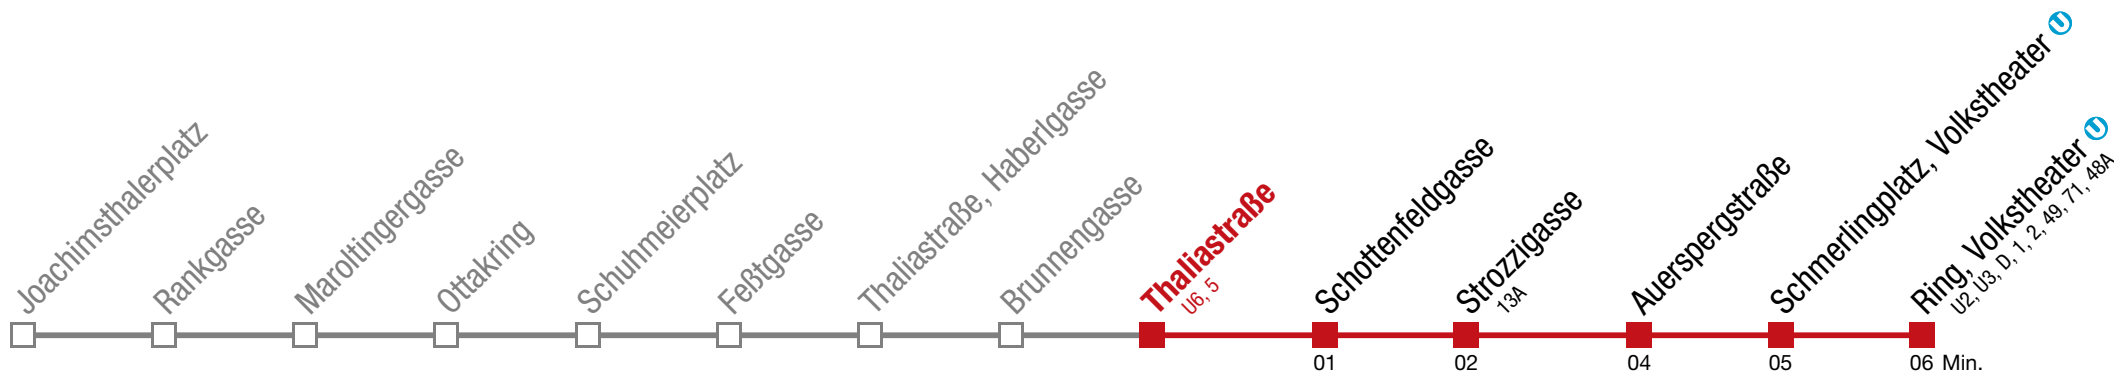 Joachimsthalerplatz
Rankgasse
Maroltingergasse
Ottakring
Schuhmeierplatz
Feßtgasse
Thaliastraße, Haberlgasse
Brunnengasse
Thaliastraße
U6, 5
Schottenfeldgasse
Strozzigasse
13A
Auerspergstraße
Schmerlingplatz, Volkstheater U
Ring, Volkstheater U
U2, U3, D, 1, 2, 49, 71, 48A
01 02 04 05 06 Min.